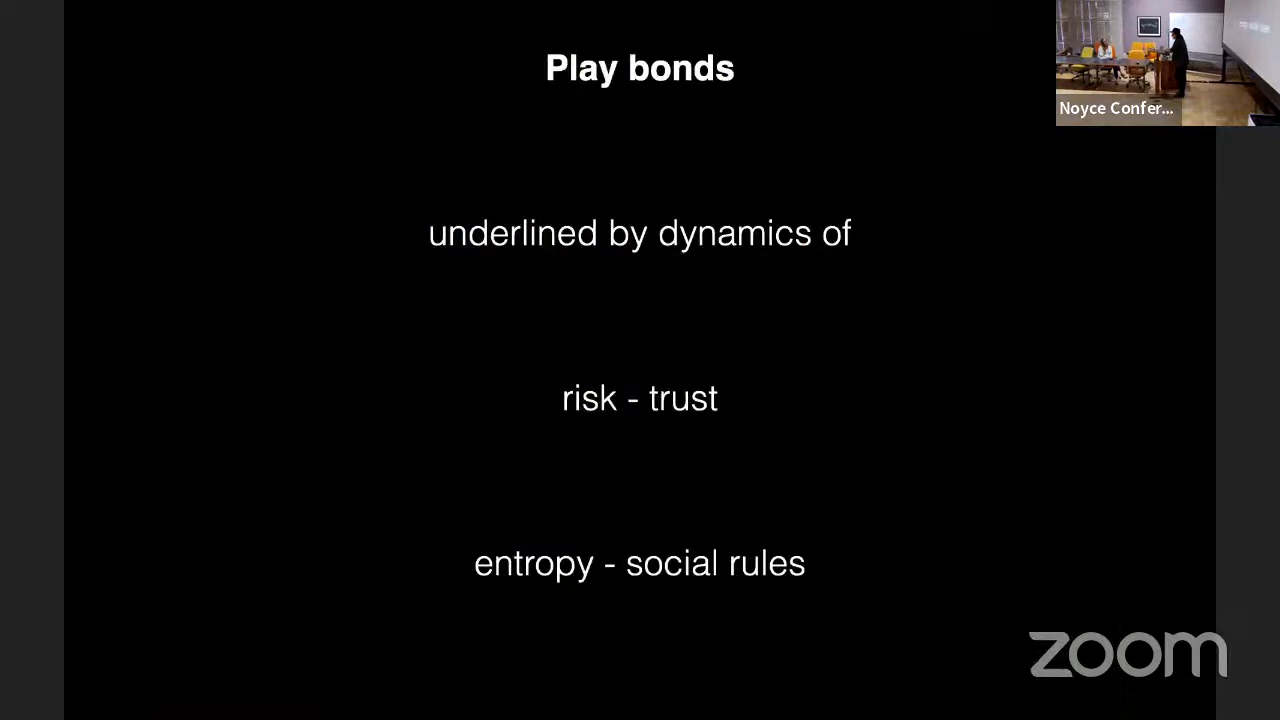 Play bonds
Noyce Confer...
underlined by dynamics of
risk - trust
entropy - social rules
zoom